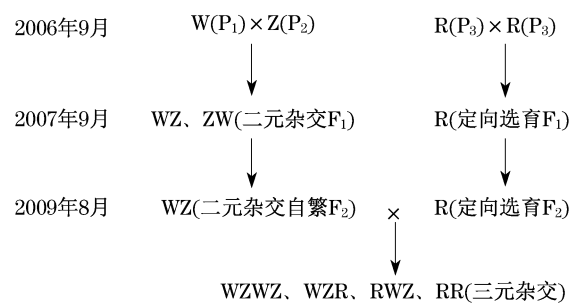 2006年9月 W(P₁)×Z(P₂) R(P₃)×R(P₃)
2007年9月 WZ、ZW(二元杂交F₁) R(定向选育F₁)
2009年8月 WZ(二元杂交自繁F₂) × R(定向选育F₂)
WZWZ、WZR、RWZ、RR(三元杂交)